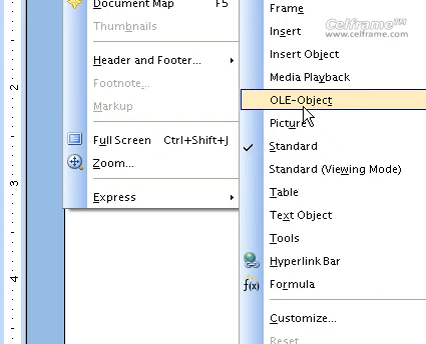 Document Map F5
Thumbnails
Header and Footer...
Footnote...
Markup
Full Screen Ctrl+Shift+J
Zoom...
Express
Frame
Insert
Insert Object
Media Playback
OLE-Object
Picture
Standard
Standard (Viewing Mode)
Table
Text Object
Tools
Hyperlink Bar
f(x) Formula
Customize...
Reset
Celframe℠
www.celframe.com
2
3
4